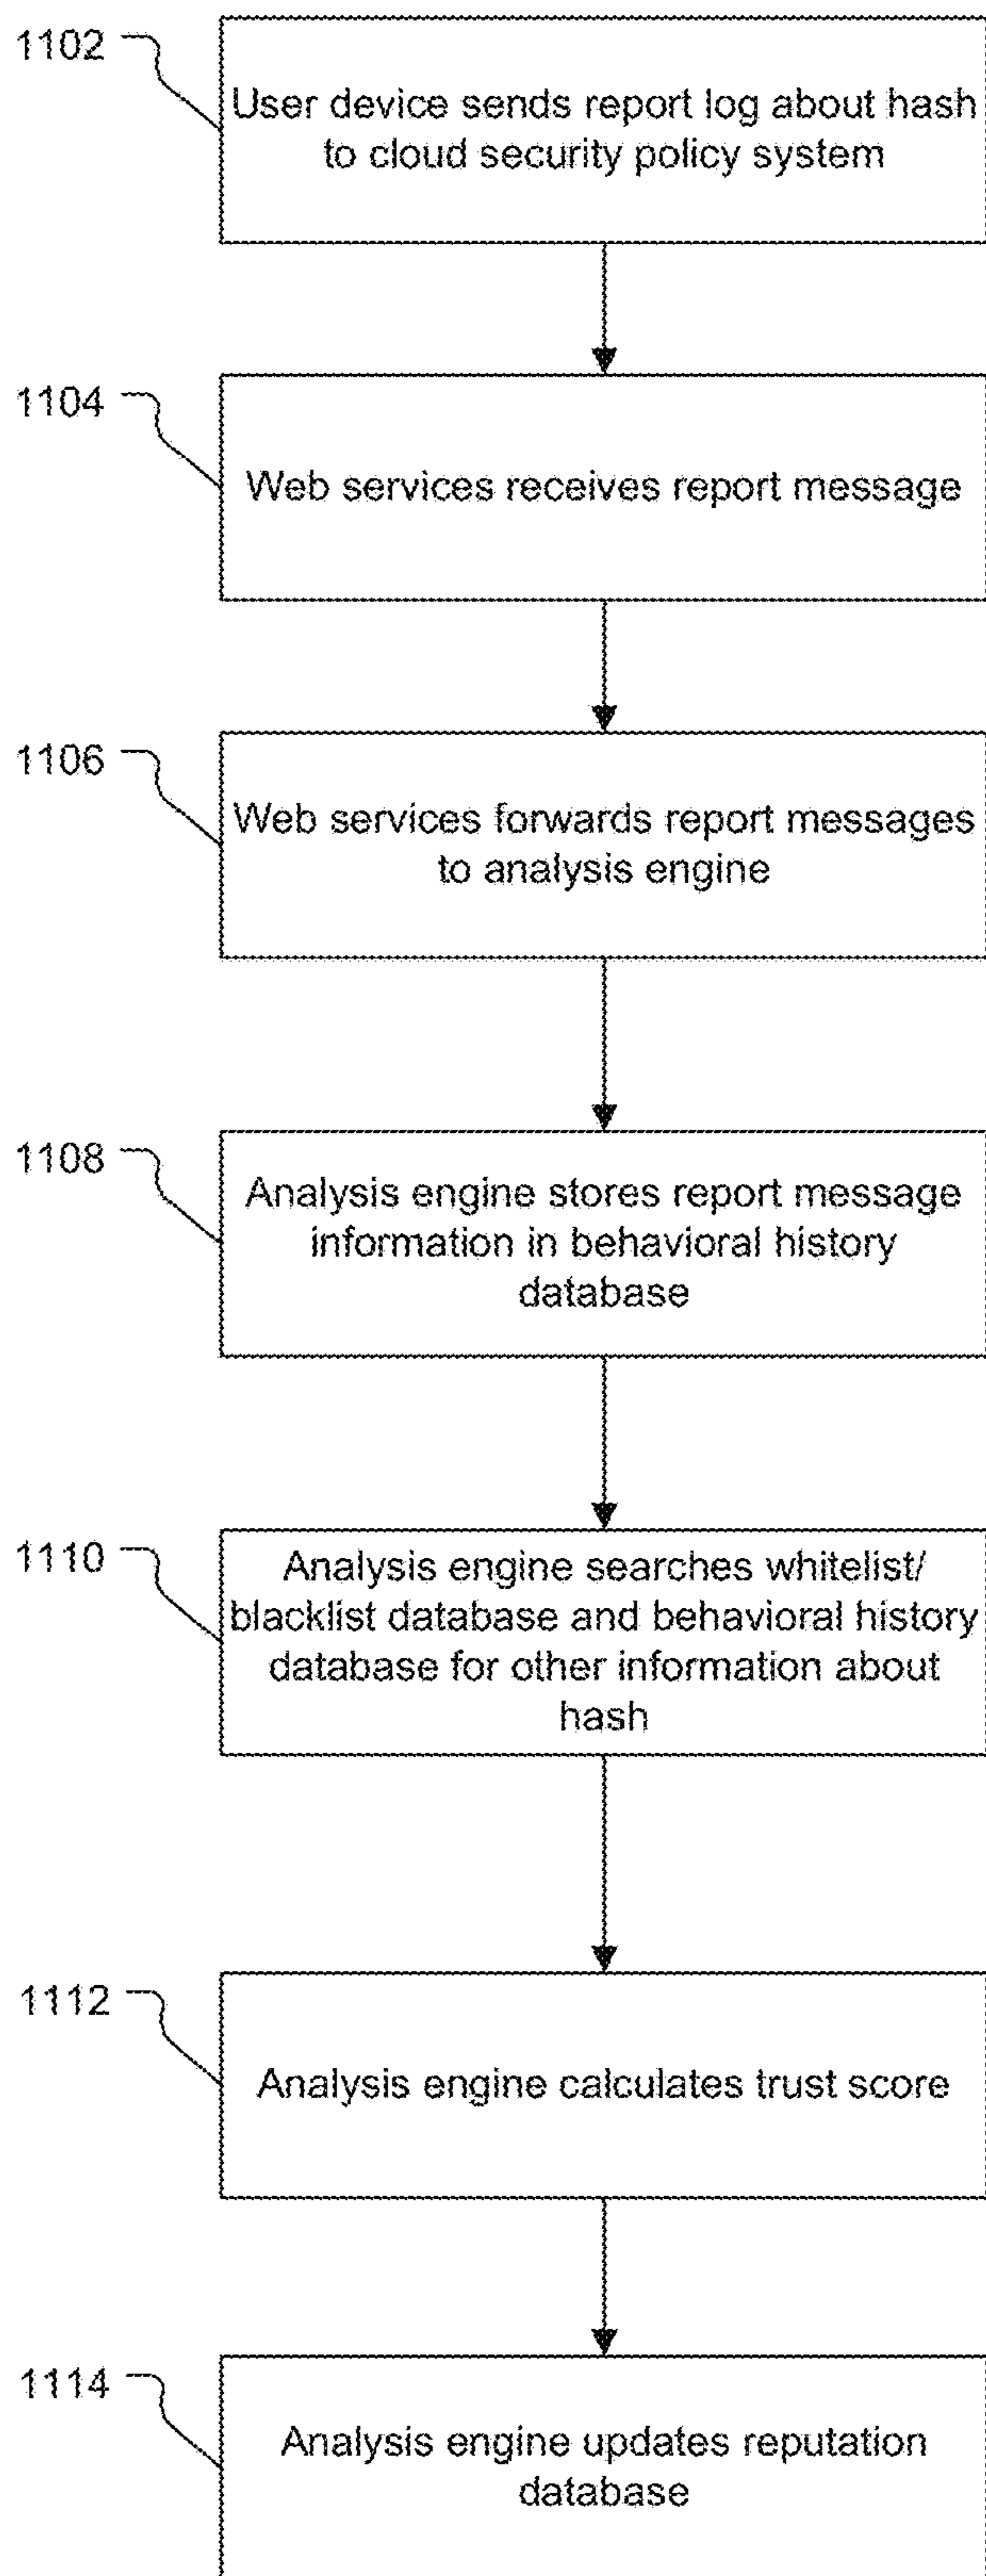 1102
User device sends report log about hash
to cloud security policy system
1104
Web services receives report message
1106
Web services forwards report messages
to analysis engine
1108
Analysis engine stores report message
information in behavioral history
database
1110
Analysis engine searches whitelist/
blacklist database and behavioral history
database for other information about
hash
1112
Analysis engine calculates trust score
1114
Analysis engine updates reputation
database